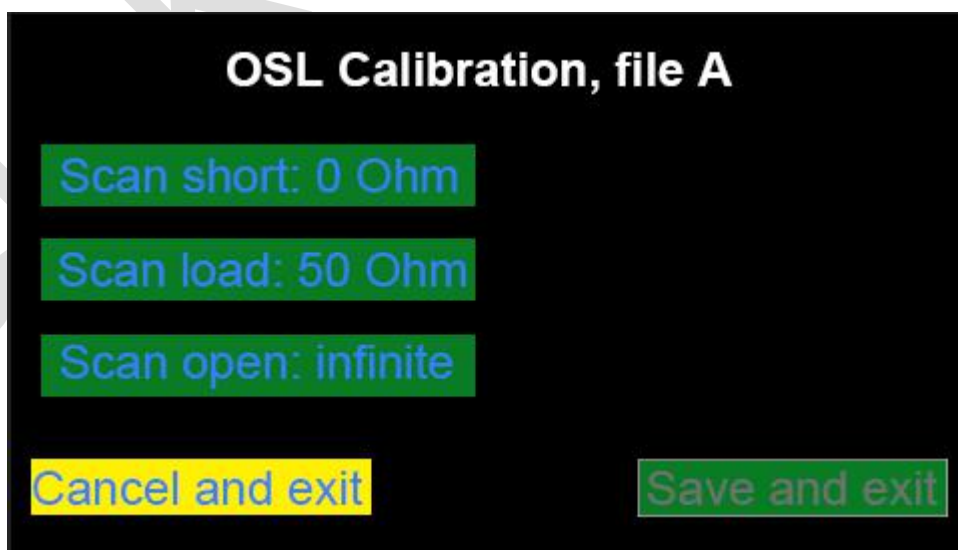 OSL Calibration, file A
Scan short: 0 Ohm
Scan load: 50 Ohm
Scan open: infinite
Cancel and exit
Save and exit